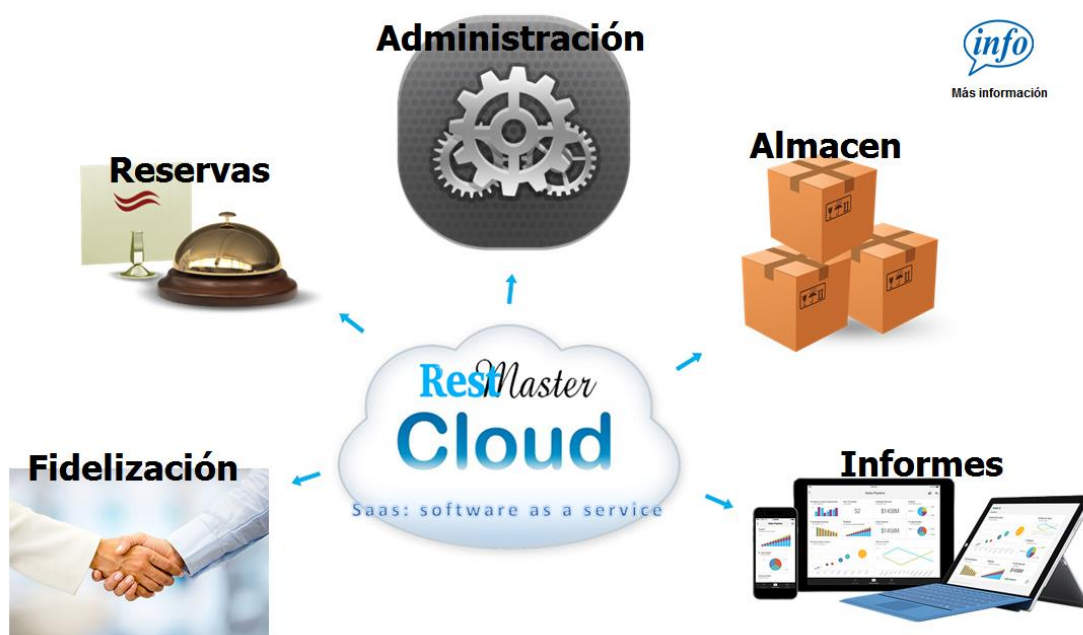 Administración
info
Más información
Reservas
Almacen
RestMaster
Cloud
Saas: software as a service
Fidelización
Informes